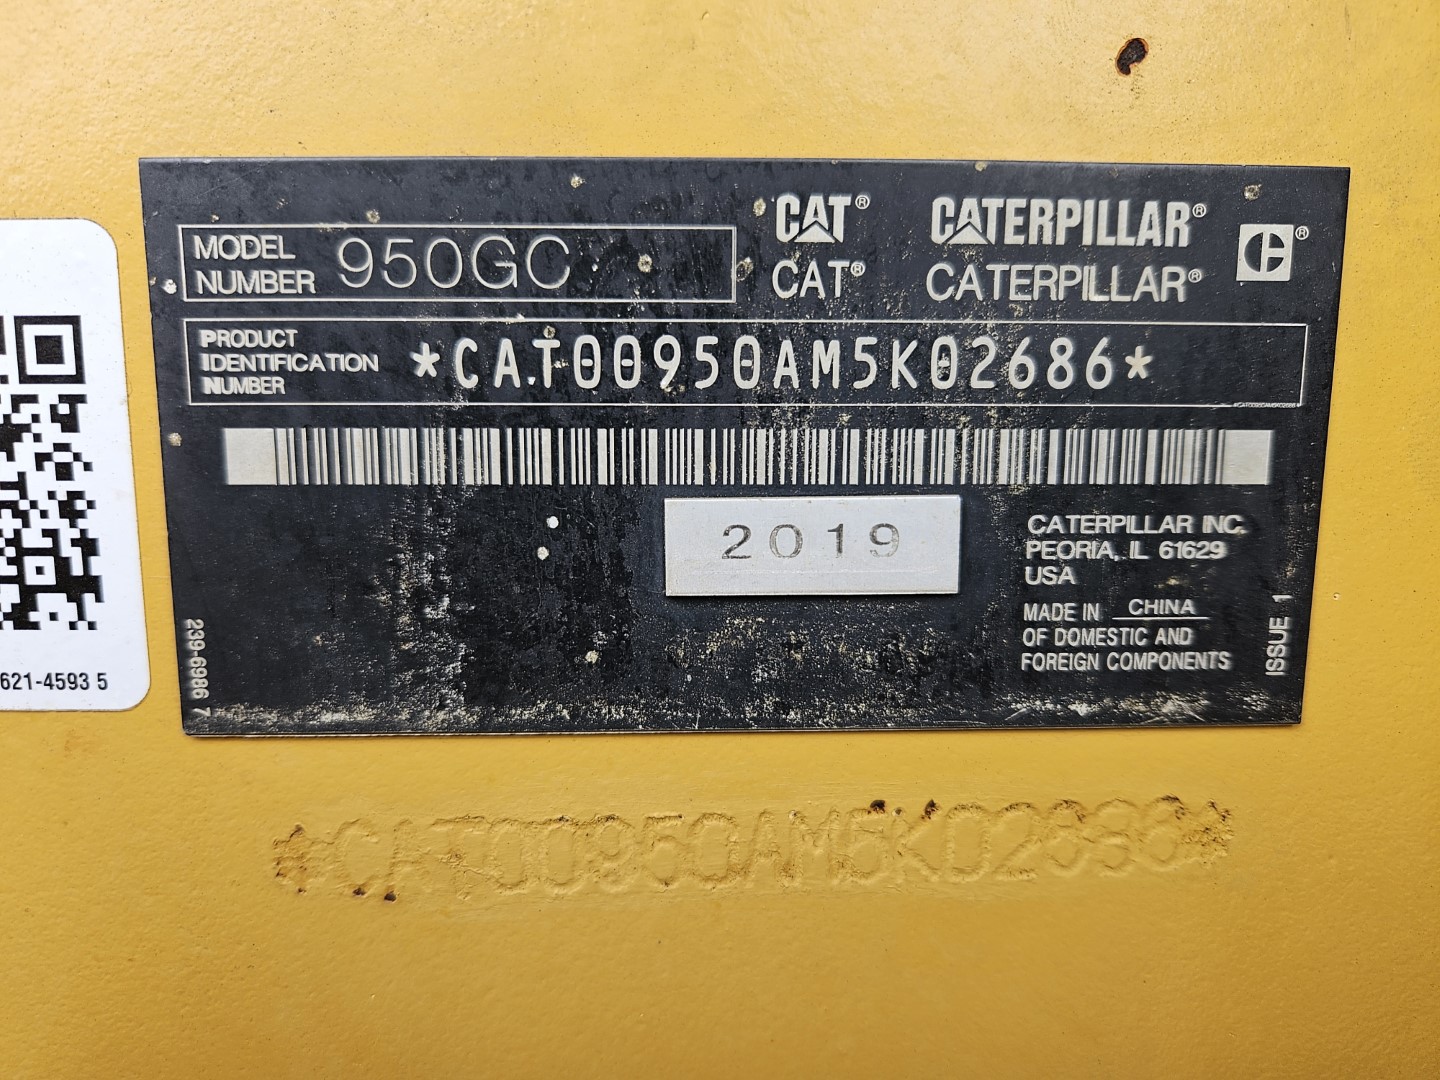 MODEL
NUMBER 950GC
CAT® CATERPILLAR® ®
CAT® CATERPILLAR®
PRODUCT
IDENTIFICATION
NUMBER
*CAT00950AM5K02686*
2019
CATERPILLAR INC.
PEORIA, IL 61629
USA
MADE IN CHINA
OF DOMESTIC AND
FOREIGN COMPONENTS
ISSUE 1
239-6986 7
621-4593 5
*CAT00950AM5K02686*